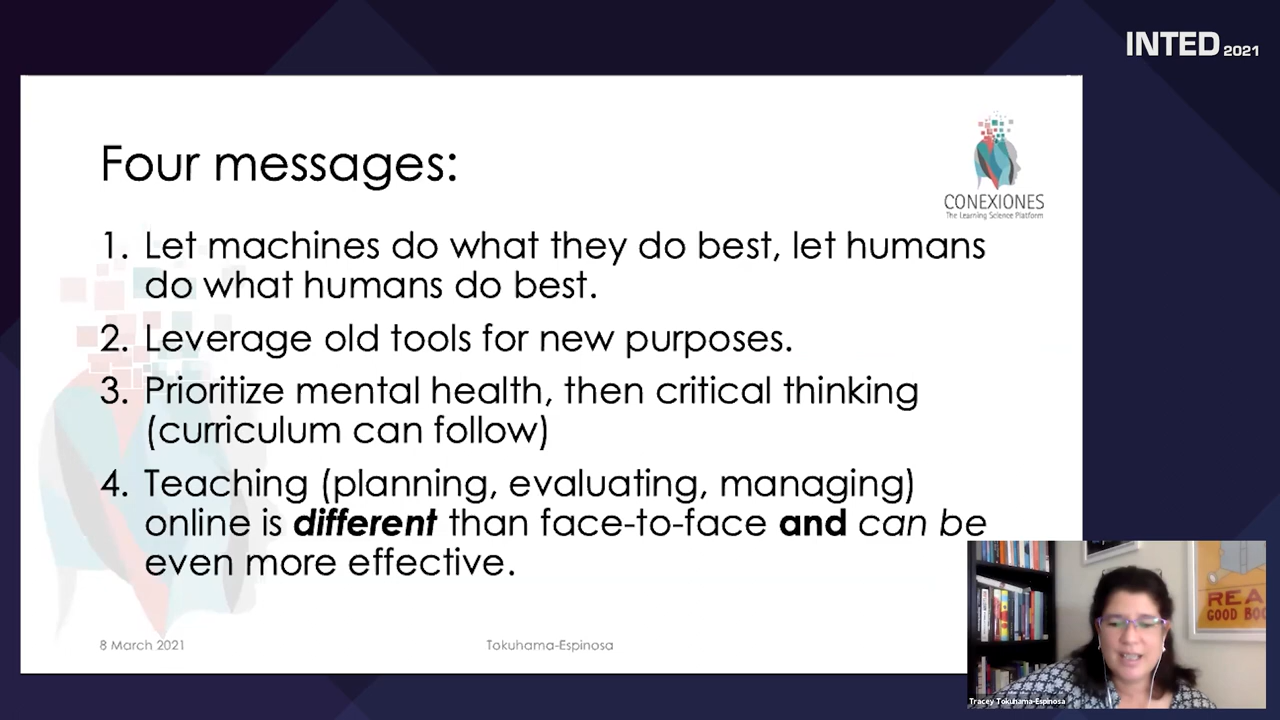 INTED 2021
Four messages:
CONEXIONES
The Learning Science Platform
1. Let machines do what they do best, let humans
do what humans do best.
2. Leverage old tools for new purposes.
3. Prioritize mental health, then critical thinking
(curriculum can follow)
4. Teaching (planning, evaluating, managing)
online is different than face-to-face and can be
even more effective.
8 March 2021
Tokuhama-Espinosa
REA
GOOD BOO
Tracey Tokuhama-Espinosa